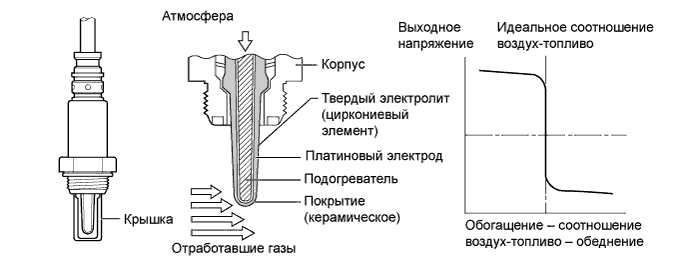 Атмосфера
Корпус
Твердый электролит
(циркониевый
элемент)
Платиновый электрод
Подогреватель
Покрытие
(керамическое)
Крышка
Отработавшие газы
Выходное
напряжение
Идеальное соотношение
воздух-топливо
Обогащение – соотношение
воздух-топливо – обеднение